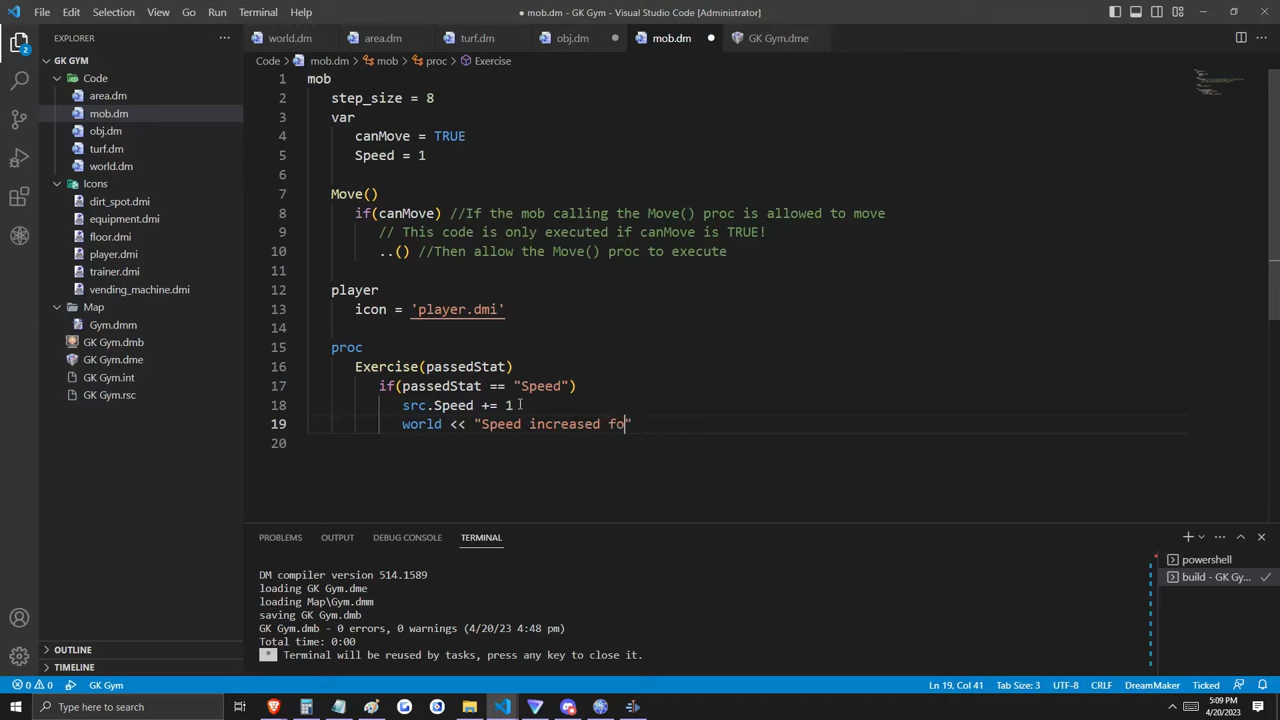 File Edit Selection View Go Run Terminal Help
● mob.dm - GK Gym - Visual Studio Code [Administrator]
EXPLORER
world.dm area.dm turf.dm obj.dm mob.dm GK Gym.dme
GK GYM
Code > mob.dm > mob > proc > Exercise
Code
area.dm
mob.dm
obj.dm
turf.dm
world.dm
Icons
dirt_spot.dmi
equipment.dmi
floor.dmi
player.dmi
trainer.dmi
vending_machine.dmi
Map
Gym.dmm
GK Gym.dmb
GK Gym.dme
GK Gym.int
GK Gym.rsc
OUTLINE
TIMELINE
2
1 mob
2 step_size = 8
3 var
4 canMove = TRUE
5 Speed = 1
6
7 Move()
8 if(canMove) //If the mob calling the Move() proc is allowed to move
9 // This code is only executed if canMove is TRUE!
10 ..() //Then allow the Move() proc to execute
11
12 player
13 icon = 'player.dmi'
14
15 proc
16 Exercise(passedStat)
17 if(passedStat == "Speed")
18 src.Speed += 1
19 world << "Speed increased fo"
20
PROBLEMS OUTPUT DEBUG CONSOLE TERMINAL
DM compiler version 514.1589
loading GK Gym.dme
loading Map\Gym.dmm
saving GK Gym.dmb
GK Gym.dmb - 0 errors, 0 warnings (4/20/23 4:48 pm)
Total time: 0:00
* Terminal will be reused by tasks, press any key to close it.
powershell
build - GK Gy...
0 0 GK Gym Ln 19, Col 41 Tab Size: 3 UTF-8 CRLF DreamMaker Ticked
Type here to search
5:09 PM
4/20/2023